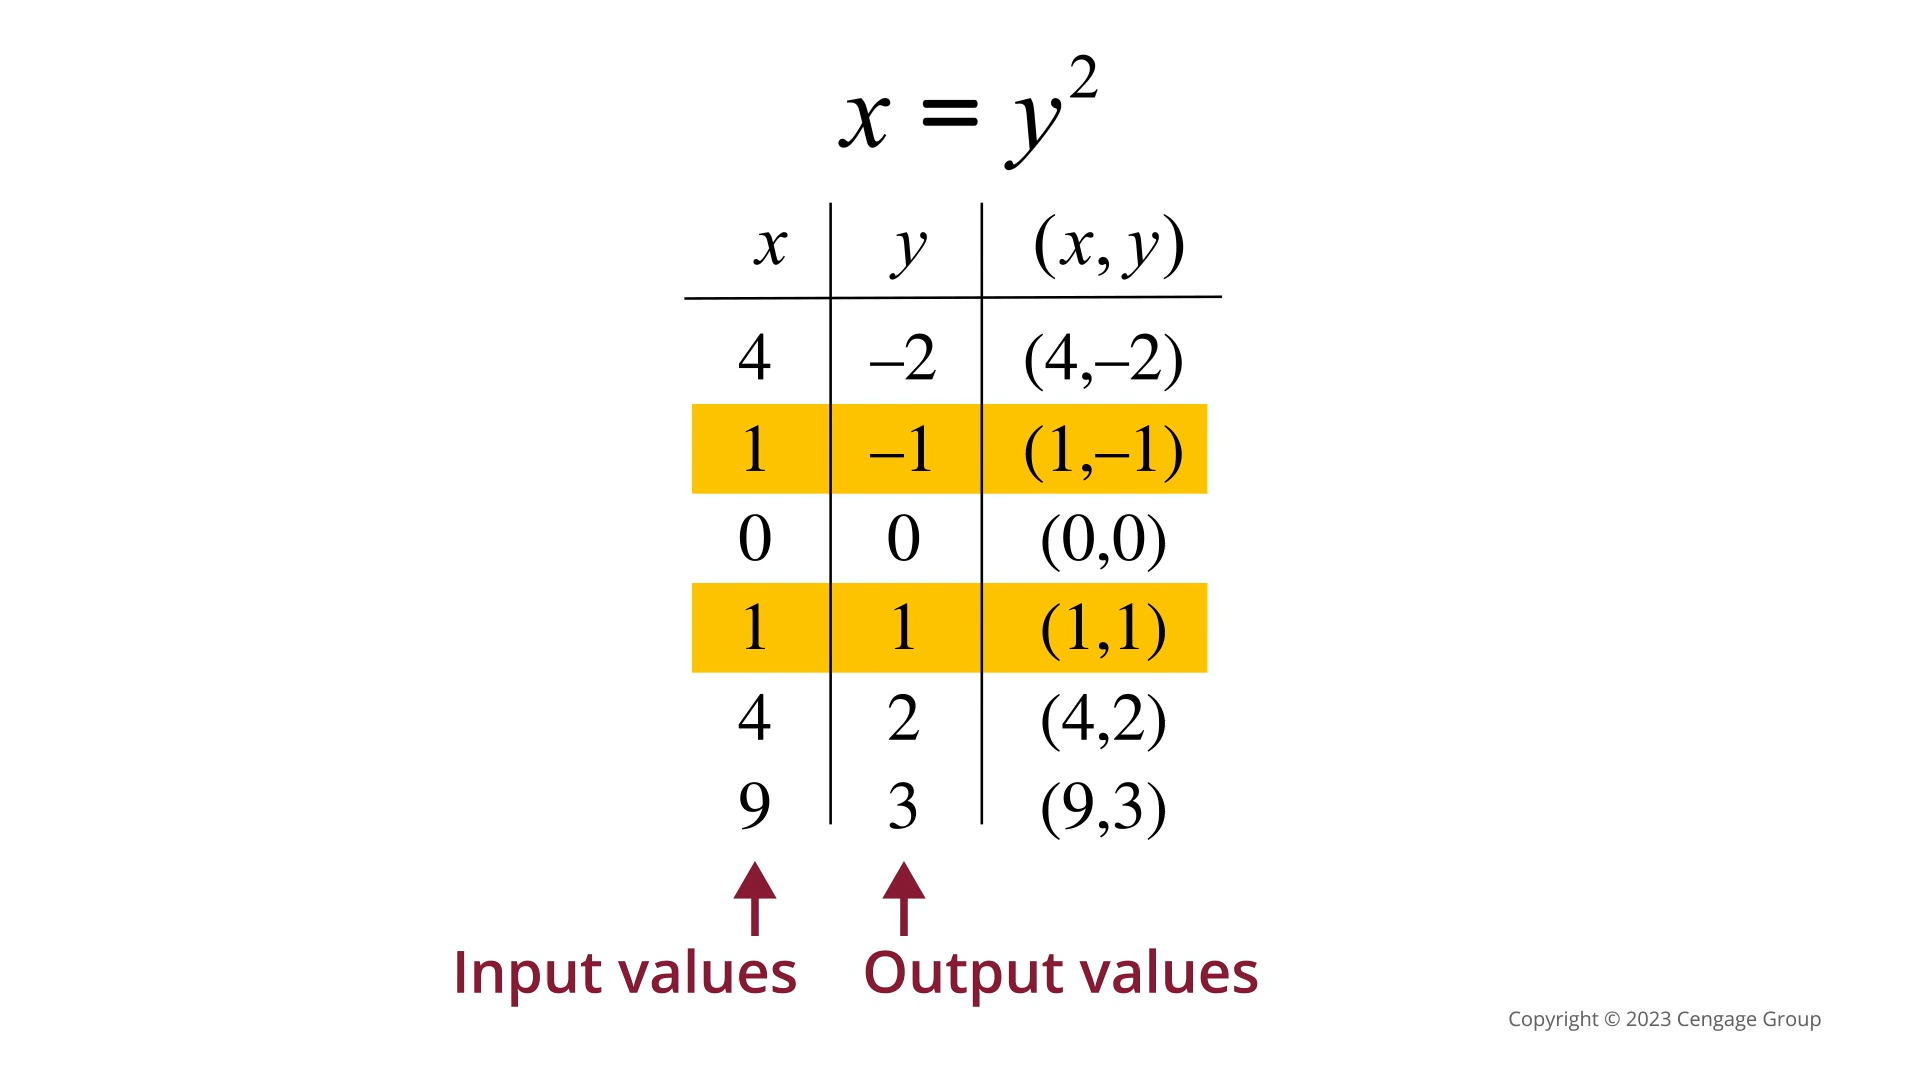 x = y²
x y (x, y)
4 –2 (4,–2)
1 –1 (1,–1)
0 0 (0,0)
1 1 (1,1)
4 2 (4,2)
9 3 (9,3)
Input values Output values
Copyright © 2023 Cengage Group